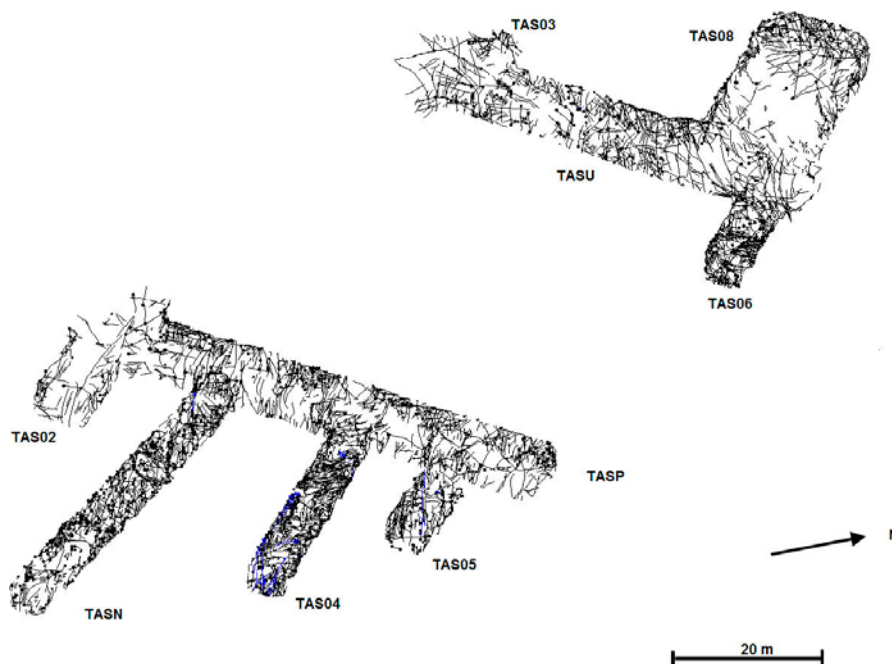 TAS03
TAS08
TASU
TAS06
TAS02
TASP
N
TAS05
TAS04
TASN
20 m